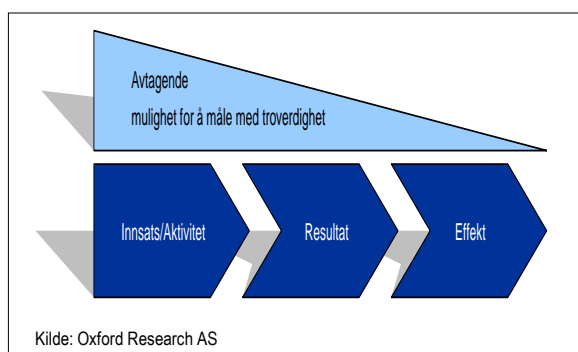 Avtagende
mulighet for å måle med troverdighet
Innsats/Aktivitet
Resultat
Effekt
Kilde: Oxford Research AS